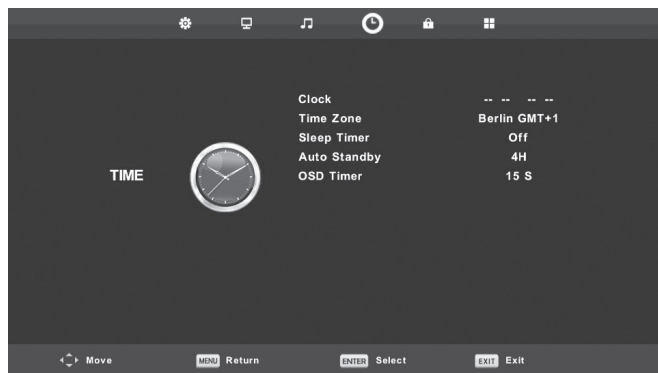 Clock -- -- -- --
Time Zone Berlin GMT+1
Sleep Timer Off
Auto Standby 4H
TIME
OSD Timer 15 S
Move MENU Return ENTER Select EXIT Exit